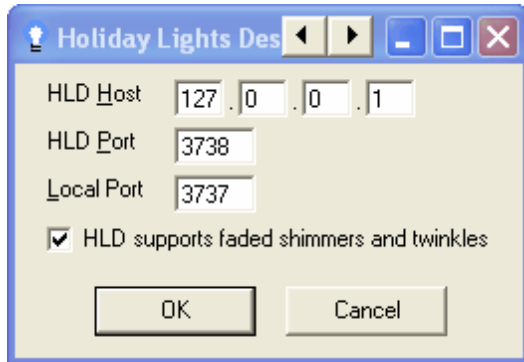 Holiday Lights Des
HLD Host 127 . 0 . 0 . 1
HLD Port 3738
Local Port 3737
HLD supports faded shimmers and twinkles
OK Cancel